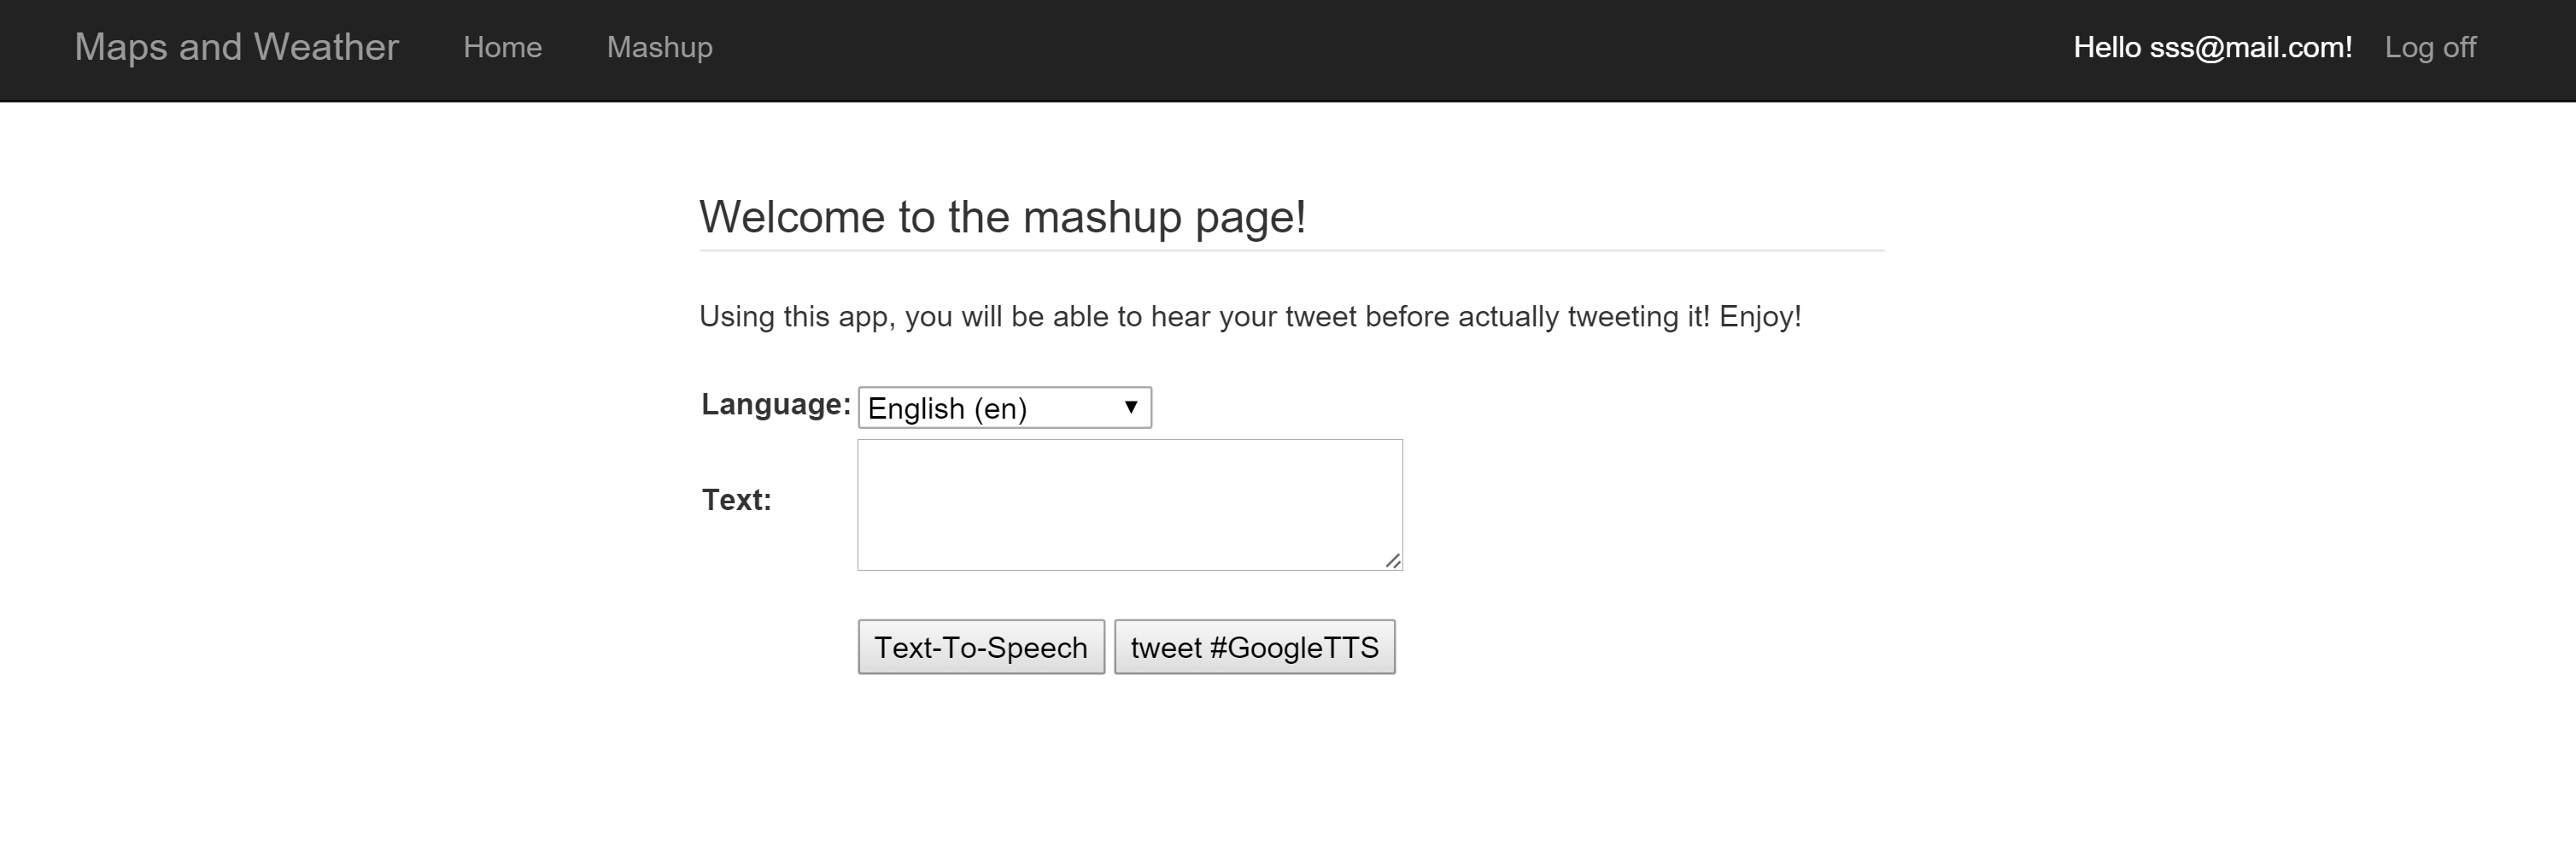 Maps and Weather Home Mashup Hello sss@mail.com! Log off
Welcome to the mashup page!
Using this app, you will be able to hear your tweet before actually tweeting it! Enjoy!
Language: English (en)
Text:
Text-To-Speech tweet #GoogleTTS